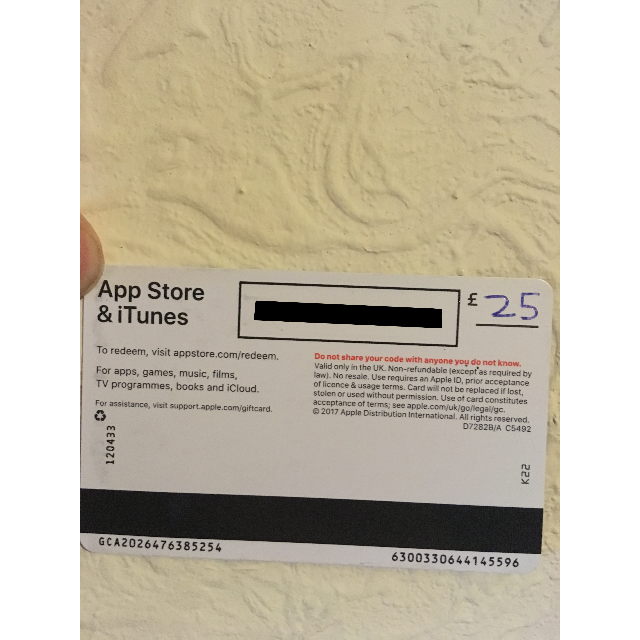 App Store
& iTunes
£ 25
To redeem, visit appstore.com/redeem.
For apps, games, music, films,
TV programmes, books and iCloud.
For assistance, visit support.apple.com/giftcard.
Do not share your code with anyone you do not know.
Valid only in the UK. Non-refundable (except as required by
law). No resale. Use requires an Apple ID, prior acceptance
of licence & usage terms. Card will not be replaced if lost,
stolen or used without permission. Use of card constitutes
acceptance of terms; see apple.com/uk/go/legal/gc.
© 2017 Apple Distribution International. All rights reserved.
D7282B/A C5492
120433
K22
GCA2026476385254
6300330644145596